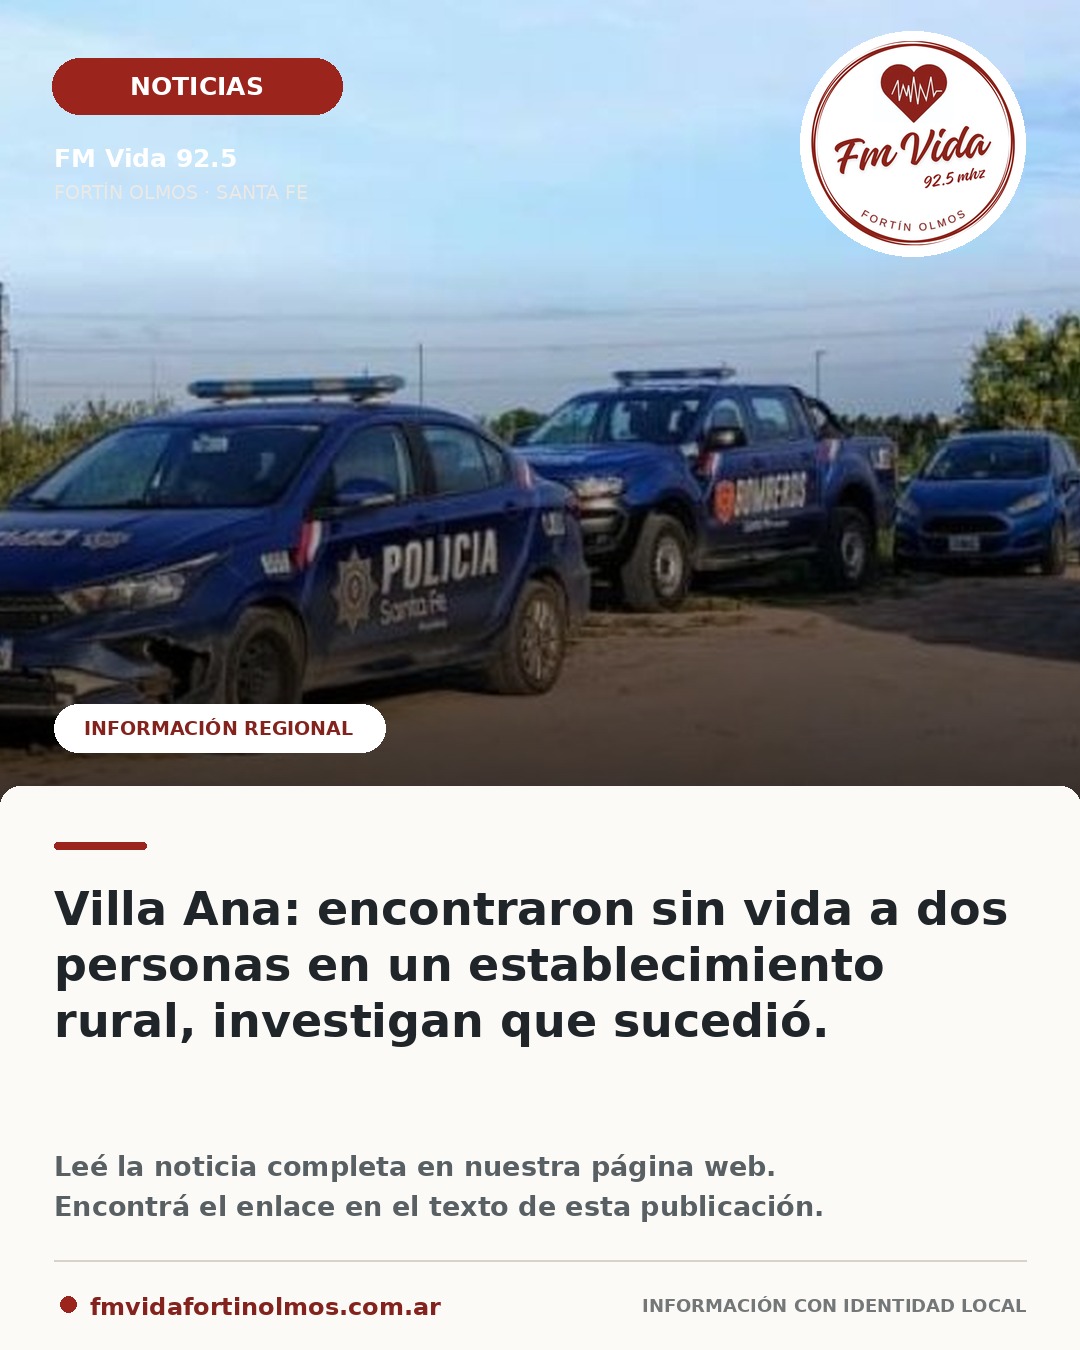 NOTICIAS
FM Vida 92.5
FORTÍN OLMOS · SANTA FE
Fm Vida
92.5 mhz
FORTÍN OLMOS
POLICIA
Santa Fe
BOMBEROS
INFORMACIÓN REGIONAL
Villa Ana: encontraron sin vida a dos
personas en un establecimiento
rural, investigan que sucedió.
Leé la noticia completa en nuestra página web.
Encontrá el enlace en el texto de esta publicación.
fmvidafortinolmos.com.ar
INFORMACIÓN CON IDENTIDAD LOCAL